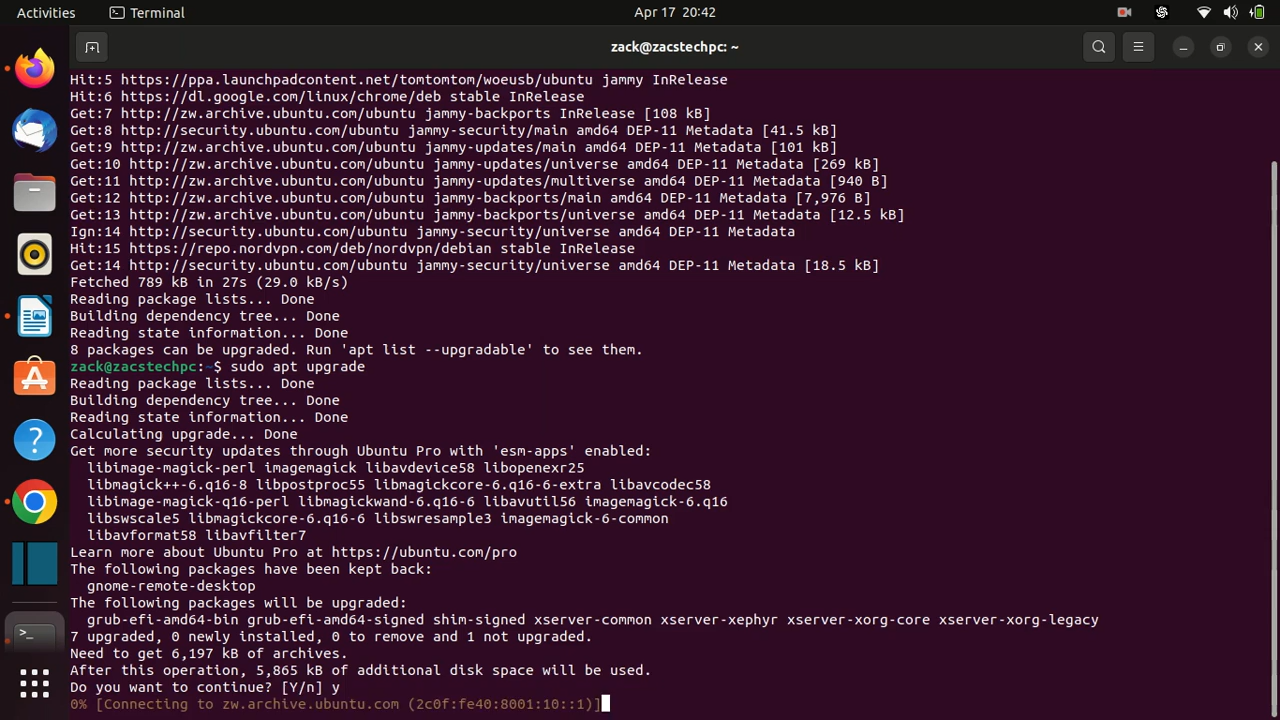 Activities Terminal Apr 17 20:42
zack@zacstechpc: ~
Hit:5 https://ppa.launchpadcontent.net/tomtomtom/woeusb/ubuntu jammy InRelease
Hit:6 https://dl.google.com/linux/chrome/deb stable InRelease
Get:7 http://zw.archive.ubuntu.com/ubuntu jammy-backports InRelease [108 kB]
Get:8 http://security.ubuntu.com/ubuntu jammy-security/main amd64 DEP-11 Metadata [41.5 kB]
Get:9 http://zw.archive.ubuntu.com/ubuntu jammy-updates/main amd64 DEP-11 Metadata [101 kB]
Get:10 http://zw.archive.ubuntu.com/ubuntu jammy-updates/universe amd64 DEP-11 Metadata [269 kB]
Get:11 http://zw.archive.ubuntu.com/ubuntu jammy-updates/multiverse amd64 DEP-11 Metadata [940 B]
Get:12 http://zw.archive.ubuntu.com/ubuntu jammy-backports/main amd64 DEP-11 Metadata [7,976 B]
Get:13 http://zw.archive.ubuntu.com/ubuntu jammy-backports/universe amd64 DEP-11 Metadata [12.5 kB]
Ign:14 http://security.ubuntu.com/ubuntu jammy-security/universe amd64 DEP-11 Metadata
Hit:15 https://repo.nordvpn.com/deb/nordvpn/debian stable InRelease
Get:14 http://security.ubuntu.com/ubuntu jammy-security/universe amd64 DEP-11 Metadata [18.5 kB]
Fetched 789 kB in 27s (29.0 kB/s)
Reading package lists... Done
Building dependency tree... Done
Reading state information... Done
8 packages can be upgraded. Run 'apt list --upgradable' to see them.
zack@zacstechpc:~$ sudo apt upgrade
Reading package lists... Done
Building dependency tree... Done
Reading state information... Done
Calculating upgrade... Done
Get more security updates through Ubuntu Pro with 'esm-apps' enabled:
libimage-magick-perl imagemagick libavdevice58 libopenexr25
libmagick++-6.q16-8 libpostproc55 libmagickcore-6.q16-6-extra libavcodec58
libimage-magick-q16-perl libmagickwand-6.q16-6 libavutil56 imagemagick-6.q16
libswscale5 libmagickcore-6.q16-6 libswresample3 imagemagick-6-common
libavformat58 libavfilter7
Learn more about Ubuntu Pro at https://ubuntu.com/pro
The following packages have been kept back:
gnome-remote-desktop
The following packages will be upgraded:
grub-efi-amd64-bin grub-efi-amd64-signed shim-signed xserver-common xserver-xephyr xserver-xorg-core xserver-xorg-legacy
7 upgraded, 0 newly installed, 0 to remove and 1 not upgraded.
Need to get 6,197 kB of archives.
After this operation, 5,865 kB of additional disk space will be used.
Do you want to continue? [Y/n] y
0% [Connecting to zw.archive.ubuntu.com (2c0f:fe40:8001:10::1)]